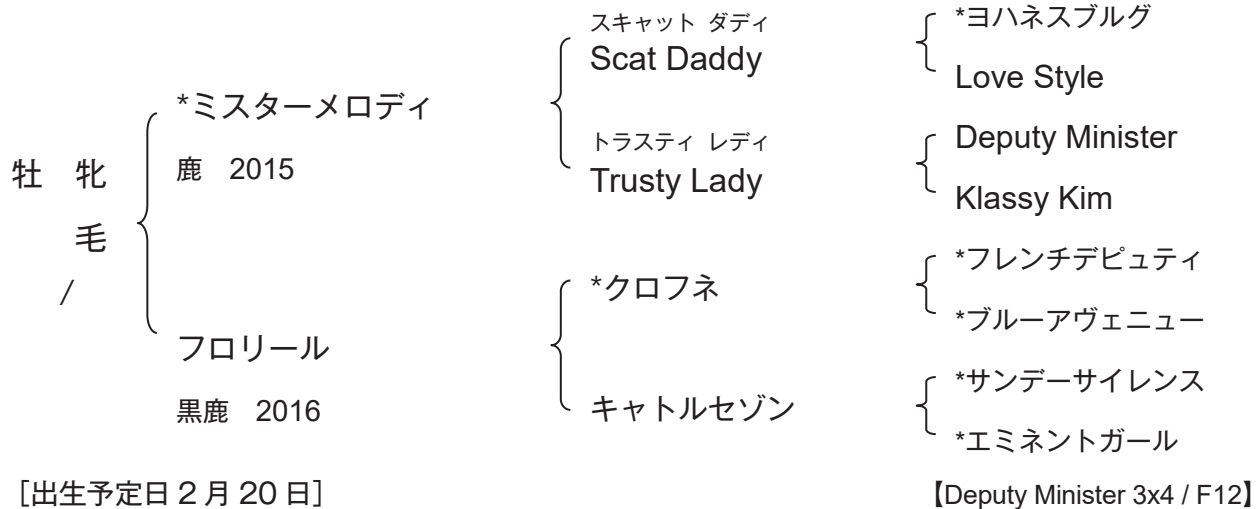 牡　牝
毛
/
*ミスターメロディ
鹿　2015
フロリール
黒鹿　2016
スキャット ダディ
Scat Daddy
トラスティ レディ
Trusty Lady
*クロフネ
キャトルセゾン
*ヨハネスブルグ
Love Style
Deputy Minister
Klassy Kim
*フレンチデピュティ
*ブルーアヴェニュー
*サンデーサイレンス
*エミネントガール
［出生予定日 2 月 20 日］
【Deputy Minister 3x4 / F12】